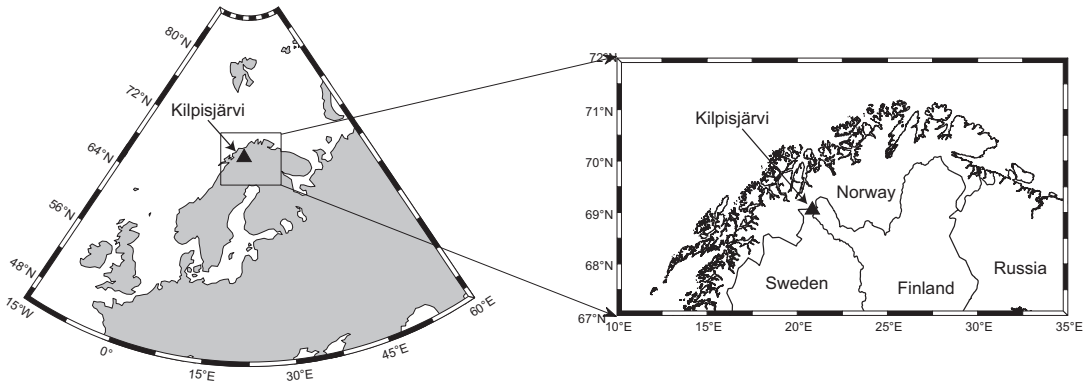 80°N
72°N
Kilpisjärvi
64°N
56°N
48°N
15°W
0°
15°E
30°E
45°E
60°E
72°N
71°N
Kilpisjärvi
70°N
Norway
69°N
68°N
Sweden
Finland
Russia
67°N
10°E
15°E
20°E
25°E
30°E
35°E